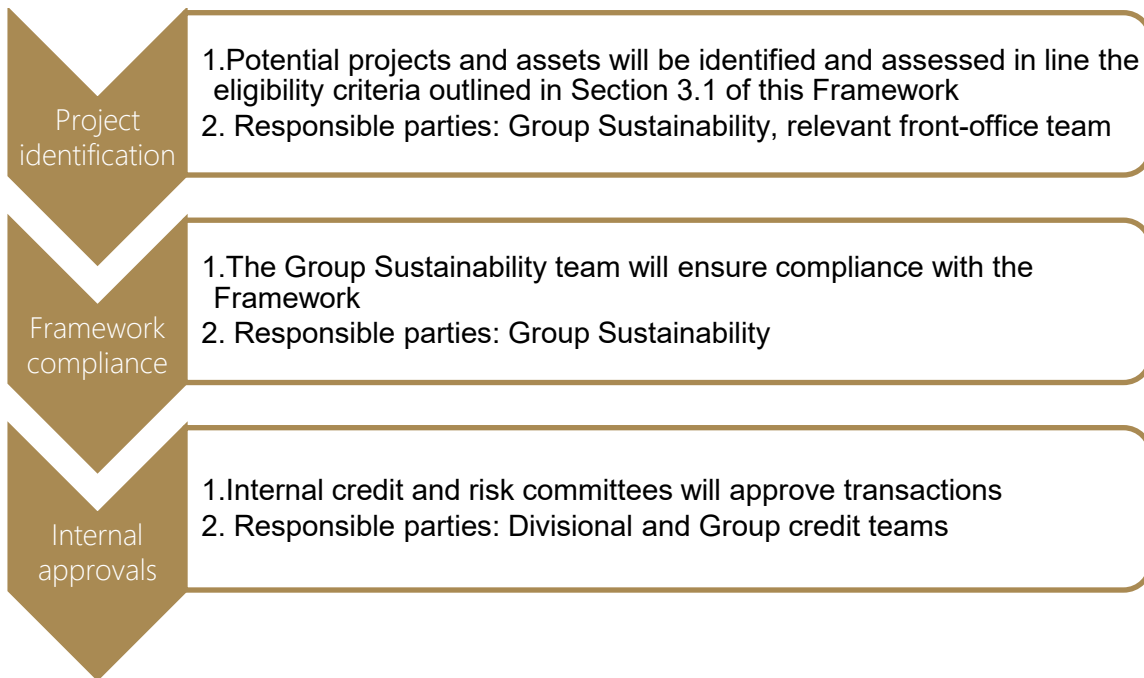 Project
identification
1.Potential projects and assets will be identified and assessed in line the
eligibility criteria outlined in Section 3.1 of this Framework
2. Responsible parties: Group Sustainability, relevant front-office team
Framework
compliance
1.The Group Sustainability team will ensure compliance with the
Framework
2. Responsible parties: Group Sustainability
Internal
approvals
1.Internal credit and risk committees will approve transactions
2. Responsible parties: Divisional and Group credit teams